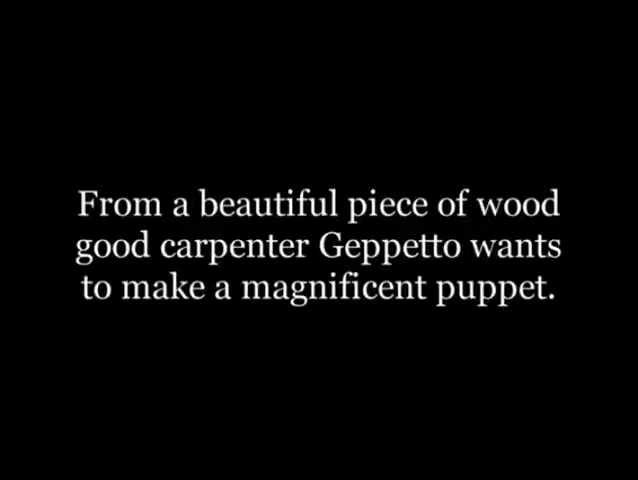 From a beautiful piece of wood
good carpenter Geppetto wants
to make a magnificent puppet.